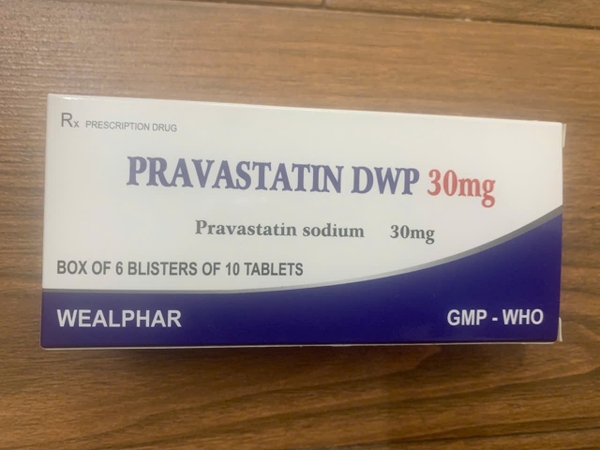 Rx PRESCRIPTION DRUG
PRAVASTATIN DWP 30mg
Pravastatin sodium 30mg
BOX OF 6 BLISTERS OF 10 TABLETS
WEALPHAR GMP - WHO